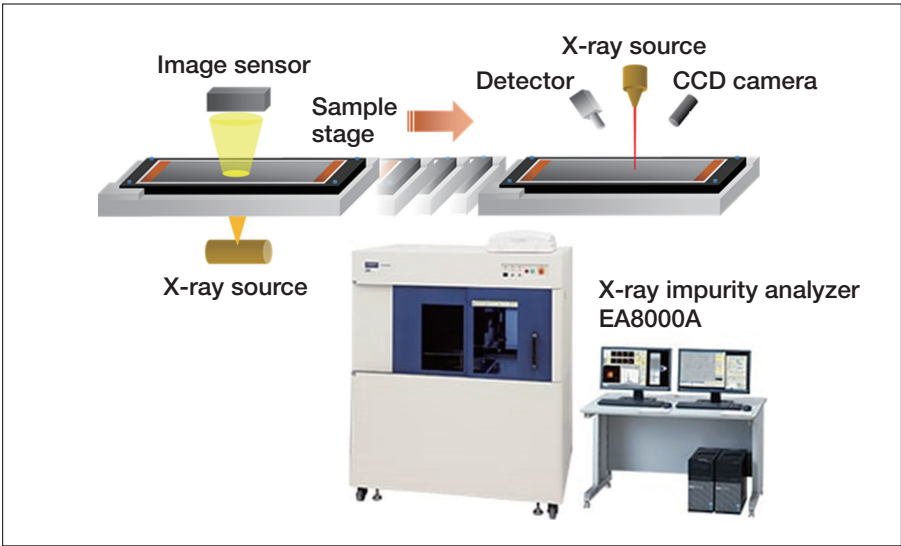 Image sensor
Sample
stage
X-ray source
Detector
X-ray source
CCD camera
X-ray impurity analyzer
EA8000A